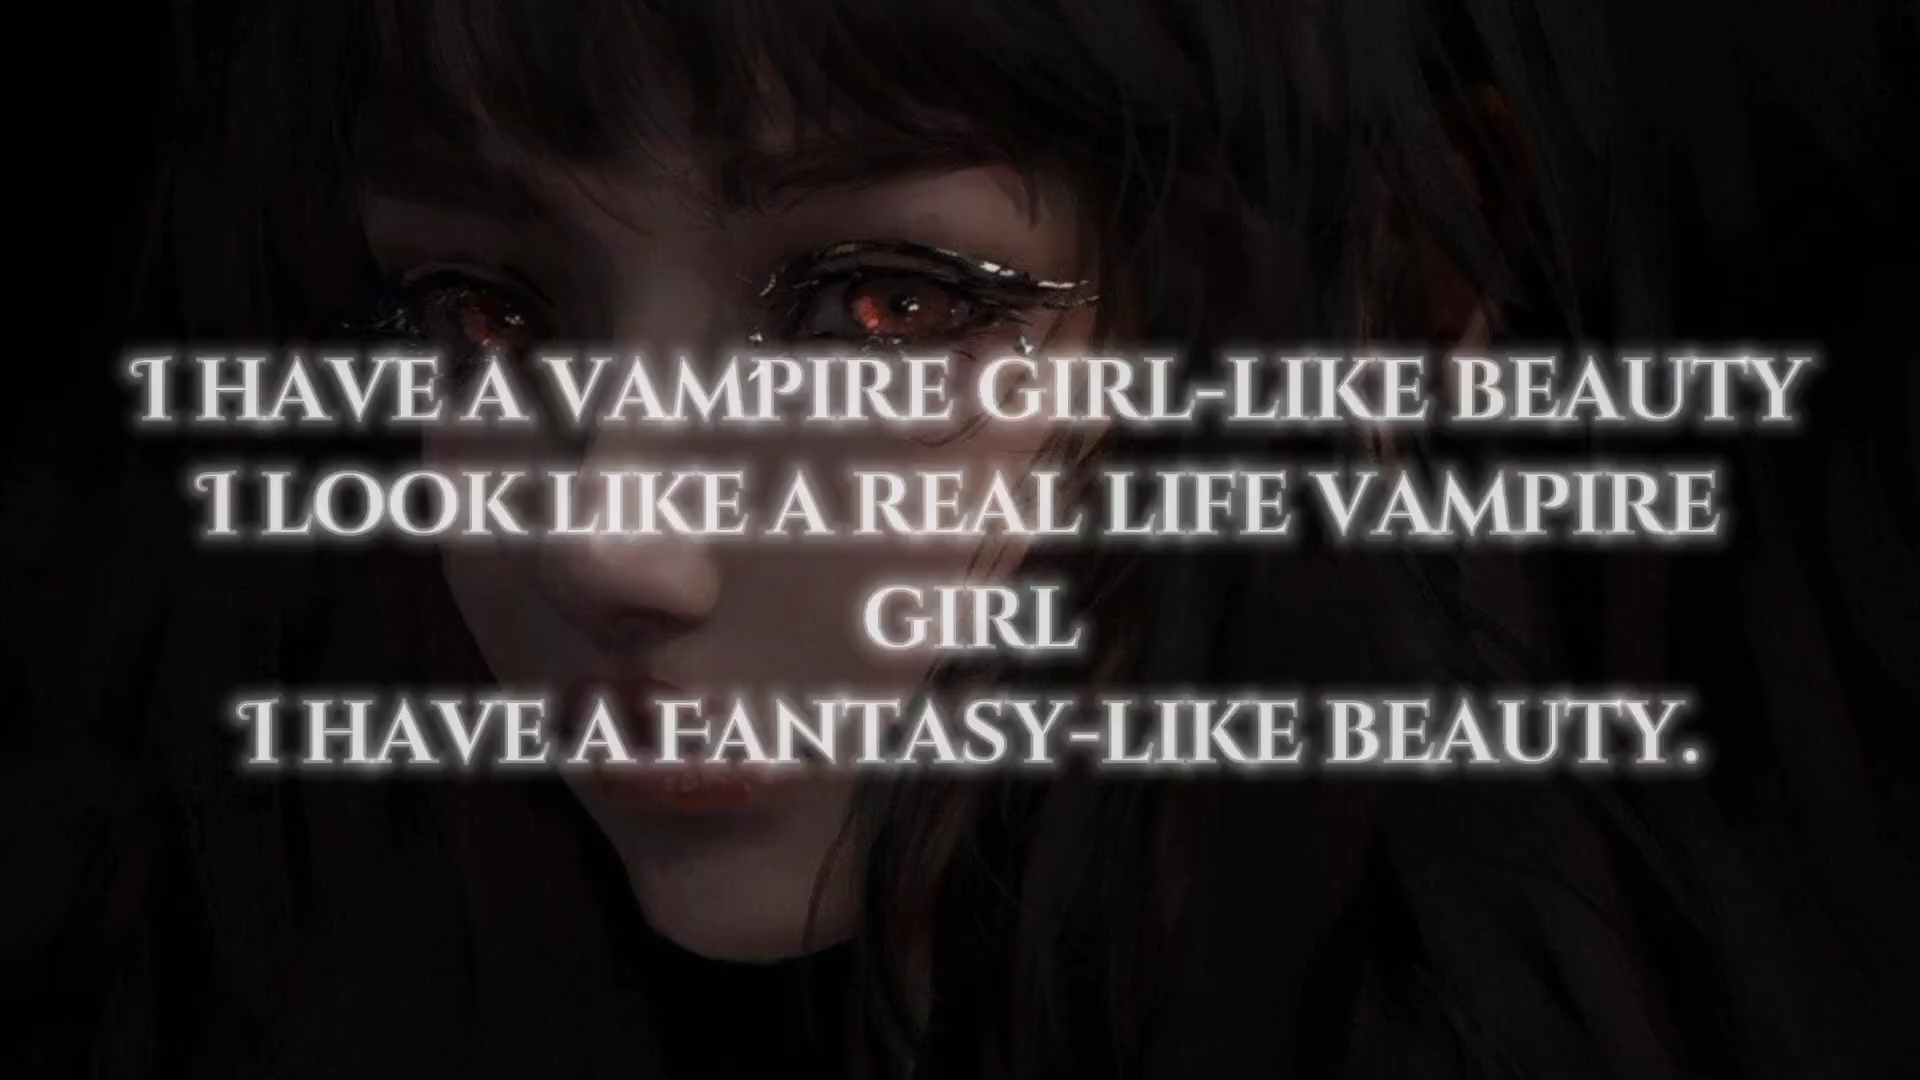 I HAVE A VAMPIRE GIRL-LIKE BEAUTY
I LOOK LIKE A REAL LIFE VAMPIRE
GIRL
I HAVE A FANTASY-LIKE BEAUTY.